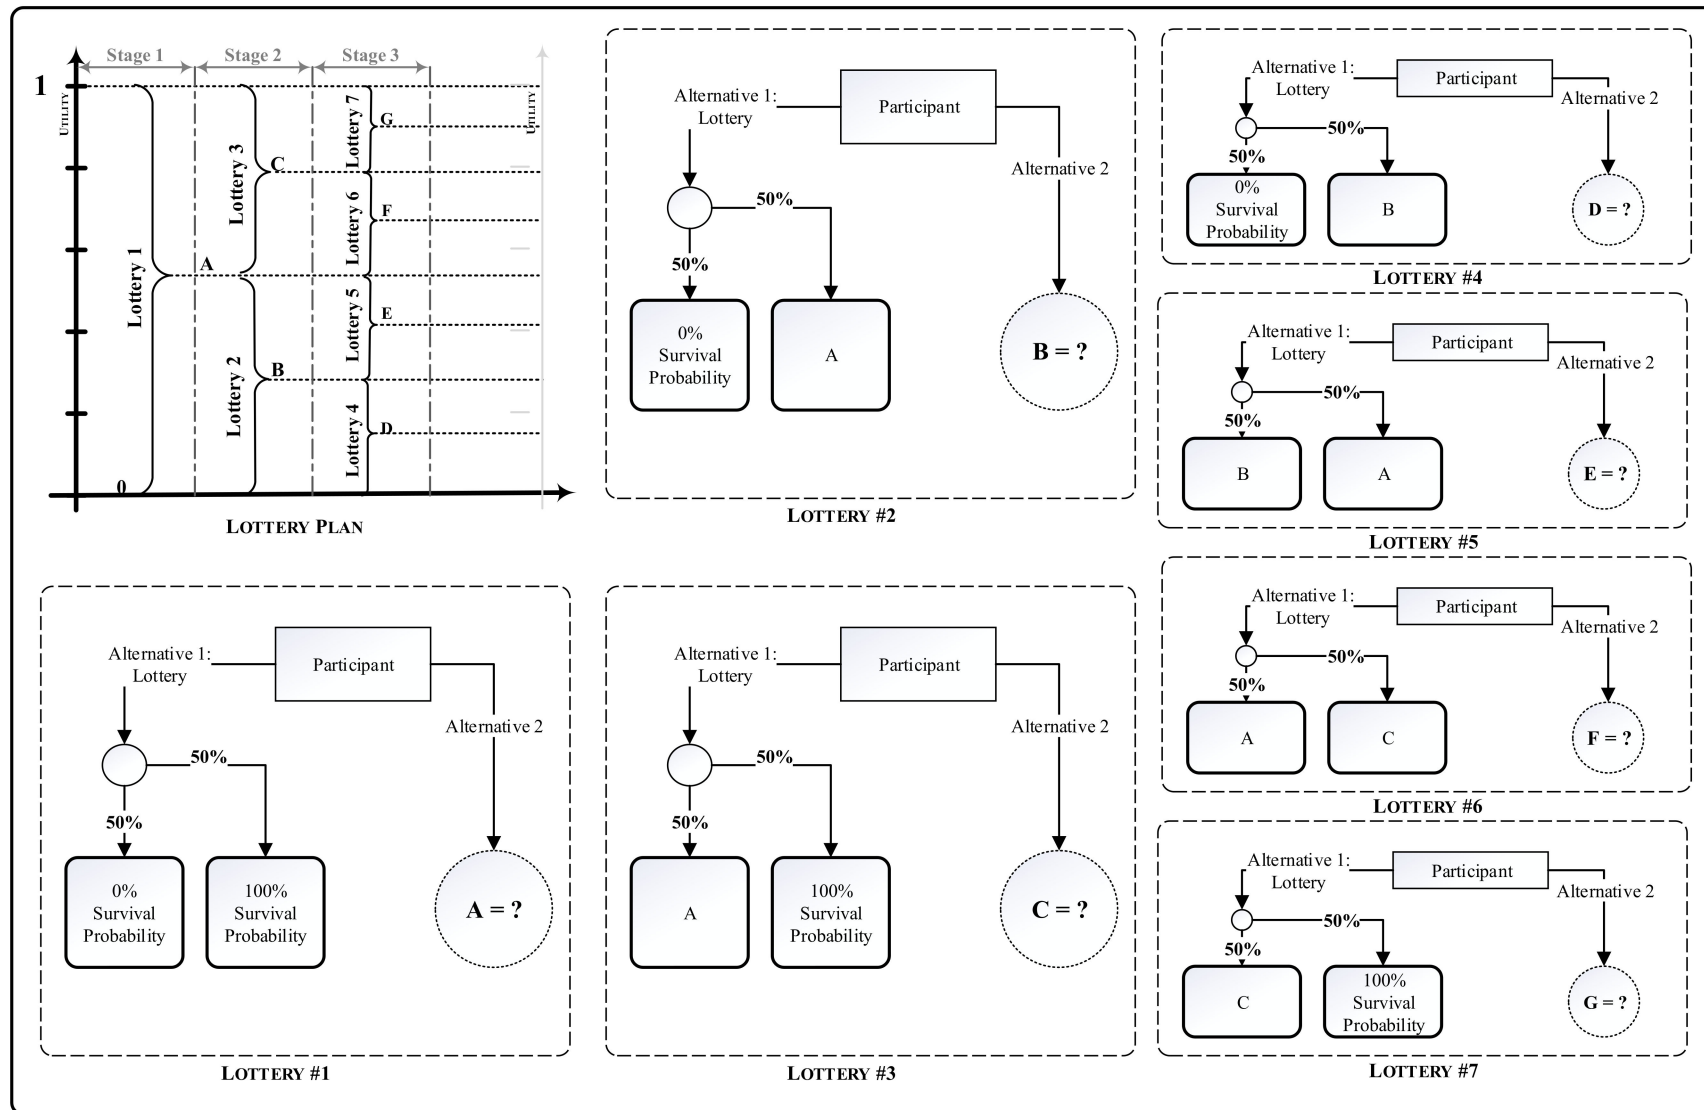 Stage 1
Stage 2
Stage 3
1
UTILITY
UTILITY
Lottery 1
Lottery 2
Lottery 3
Lottery 4
Lottery 5
Lottery 6
Lottery 7
G
C
F
A
E
B
D
0
LOTTERY PLAN
Alternative 1:
Lottery
Participant
Alternative 2
50%
50%
0%
Survival
Probability
A
B = ?
LOTTERY #2
Alternative 1:
Lottery
Participant
Alternative 2
50%
50%
0%
Survival
Probability
B
D = ?
LOTTERY #4
Alternative 1:
Lottery
Participant
Alternative 2
50%
50%
B
A
E = ?
LOTTERY #5
Alternative 1:
Lottery
Participant
Alternative 2
50%
50%
0%
Survival
Probability
100%
Survival
Probability
A = ?
LOTTERY #1
Alternative 1:
Lottery
Participant
Alternative 2
50%
50%
A
100%
Survival
Probability
C = ?
LOTTERY #3
Alternative 1:
Lottery
Participant
Alternative 2
50%
50%
A
C
F = ?
LOTTERY #6
Alternative 1:
Lottery
Participant
Alternative 2
50%
50%
C
100%
Survival
Probability
G = ?
LOTTERY #7